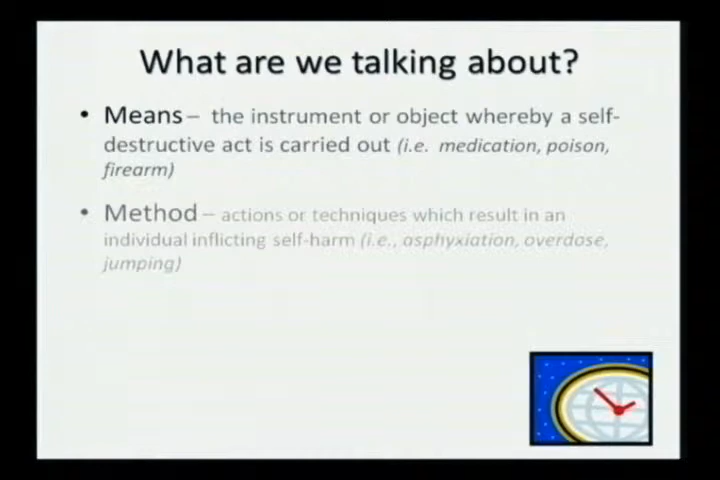 What are we talking about?
• Means – the instrument or object whereby a self-
destructive act is carried out (i.e. medication, poison,
firearm)
• Method – actions or techniques which result in an
individual inflicting self-harm (i.e., asphyxiation, overdose,
jumping)